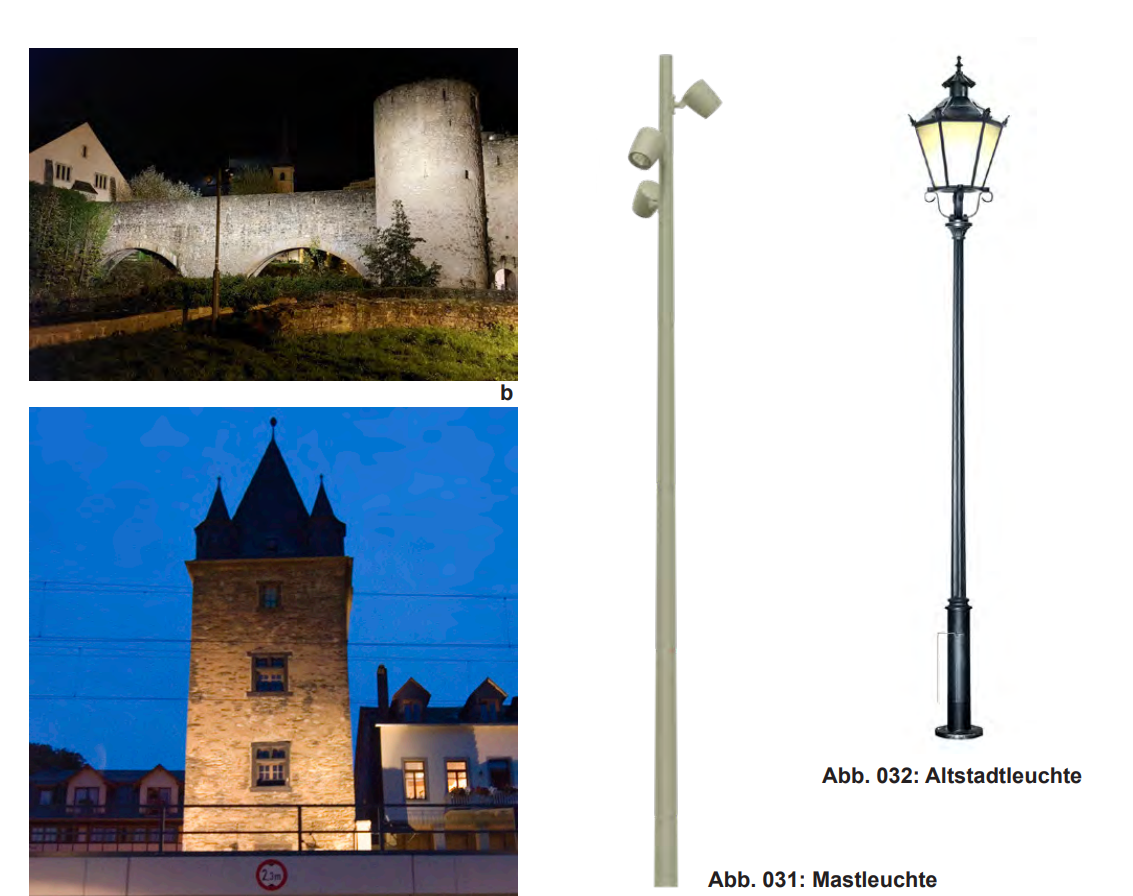 b
2,3m
Abb. 032: Altstadtleuchte
Abb. 031: Mastleuchte